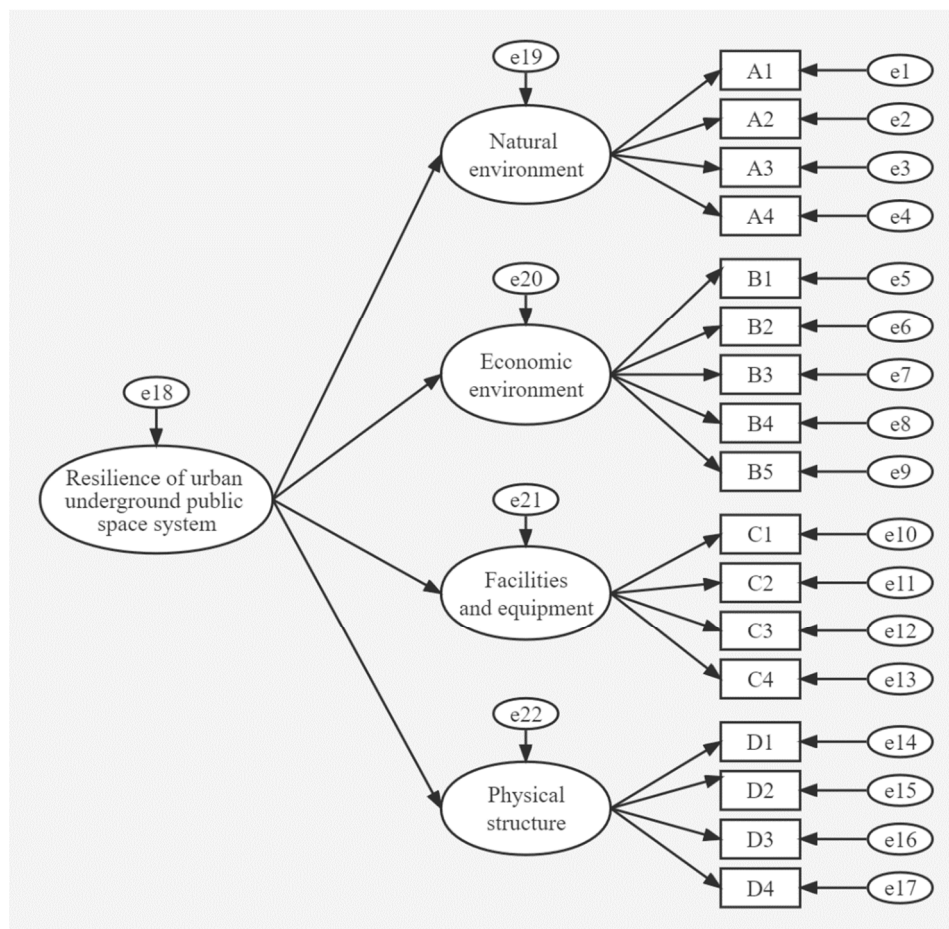 e19
Natural
environment
A1
e1
A2
e2
A3
e3
A4
e4
e20
Economic
environment
B1
e5
B2
e6
B3
e7
B4
e8
B5
e9
e18
Resilience of urban
underground public
space system
e21
Facilities
and equipment
C1
e10
C2
e11
C3
e12
C4
e13
e22
Physical
structure
D1
e14
D2
e15
D3
e16
D4
e17